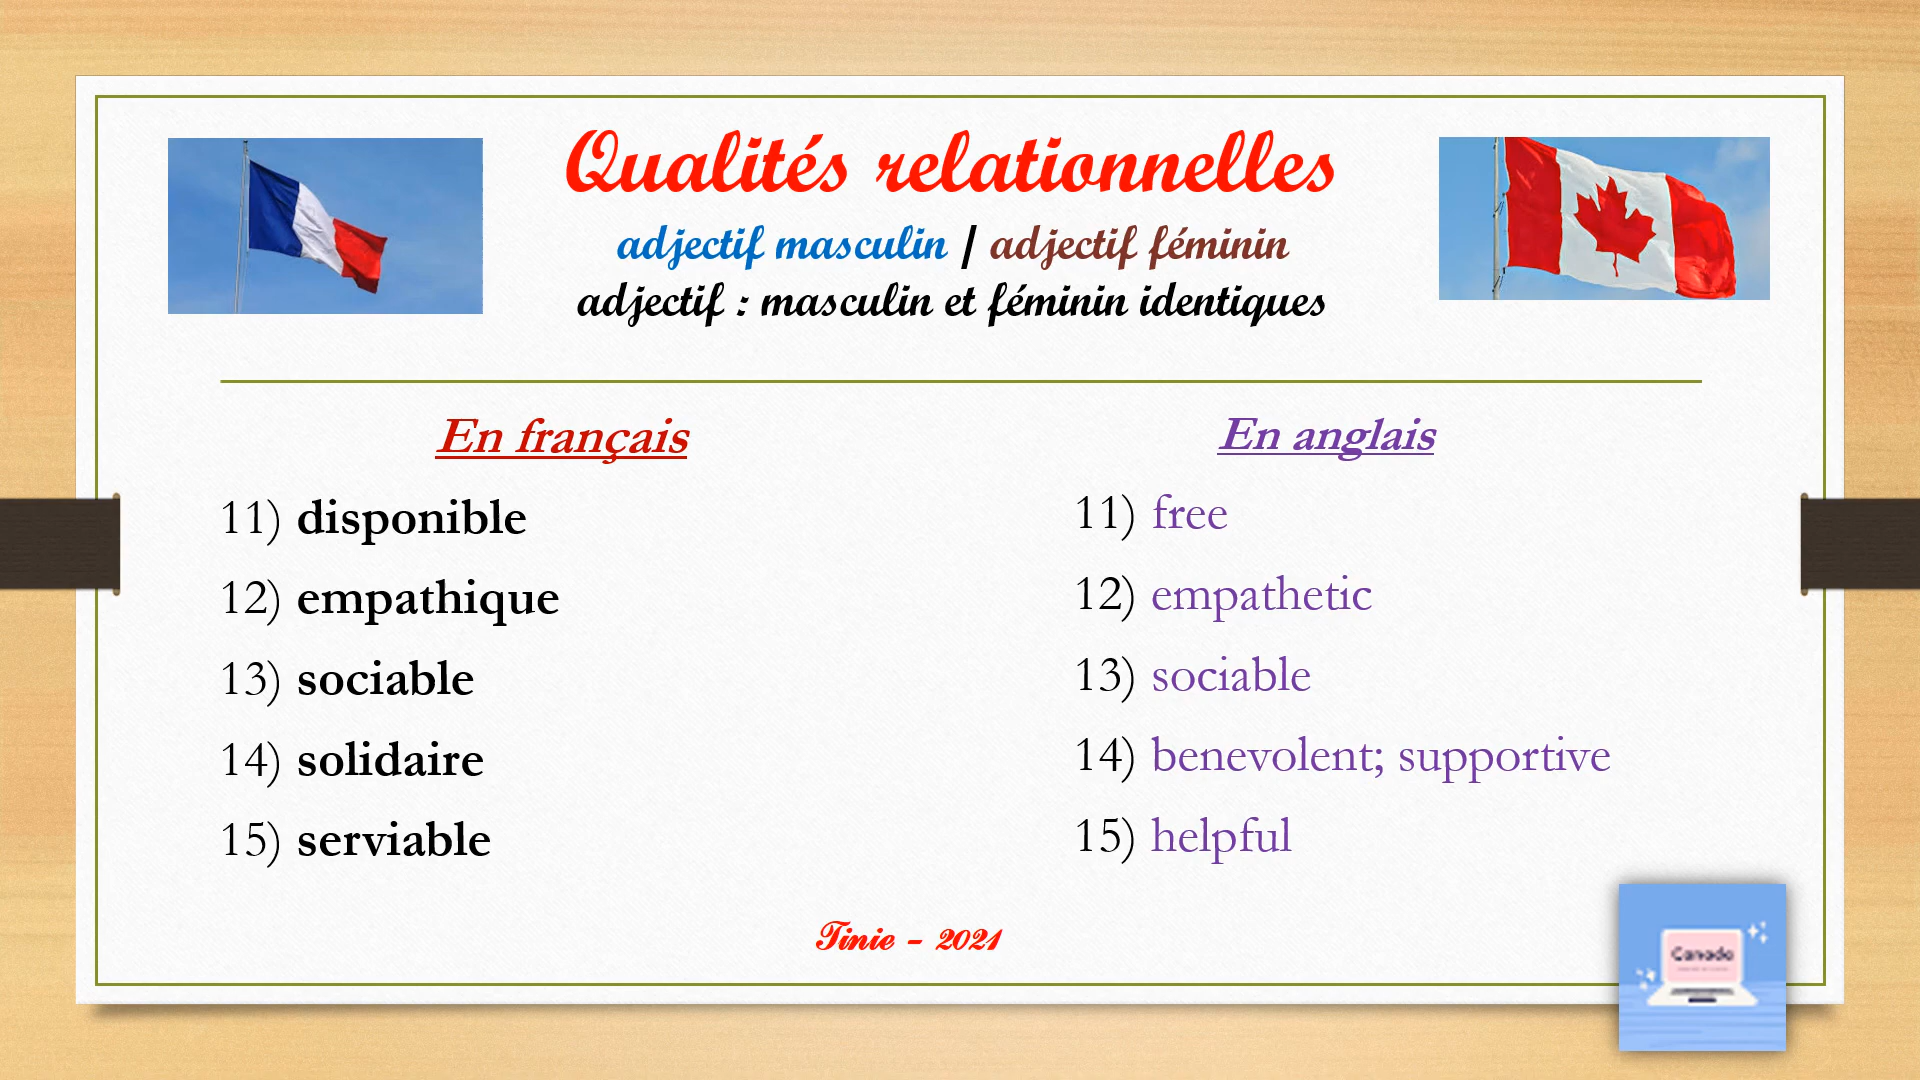 Qualités relationnelles
adjectif masculin / adjectif féminin
adjectif : masculin et féminin identiques
En français
11) disponible
12) empathique
13) sociable
14) solidaire
15) serviable
En anglais
11) free
12) empathetic
13) sociable
14) benevolent; supportive
15) helpful
Tinie - 2021
Canada